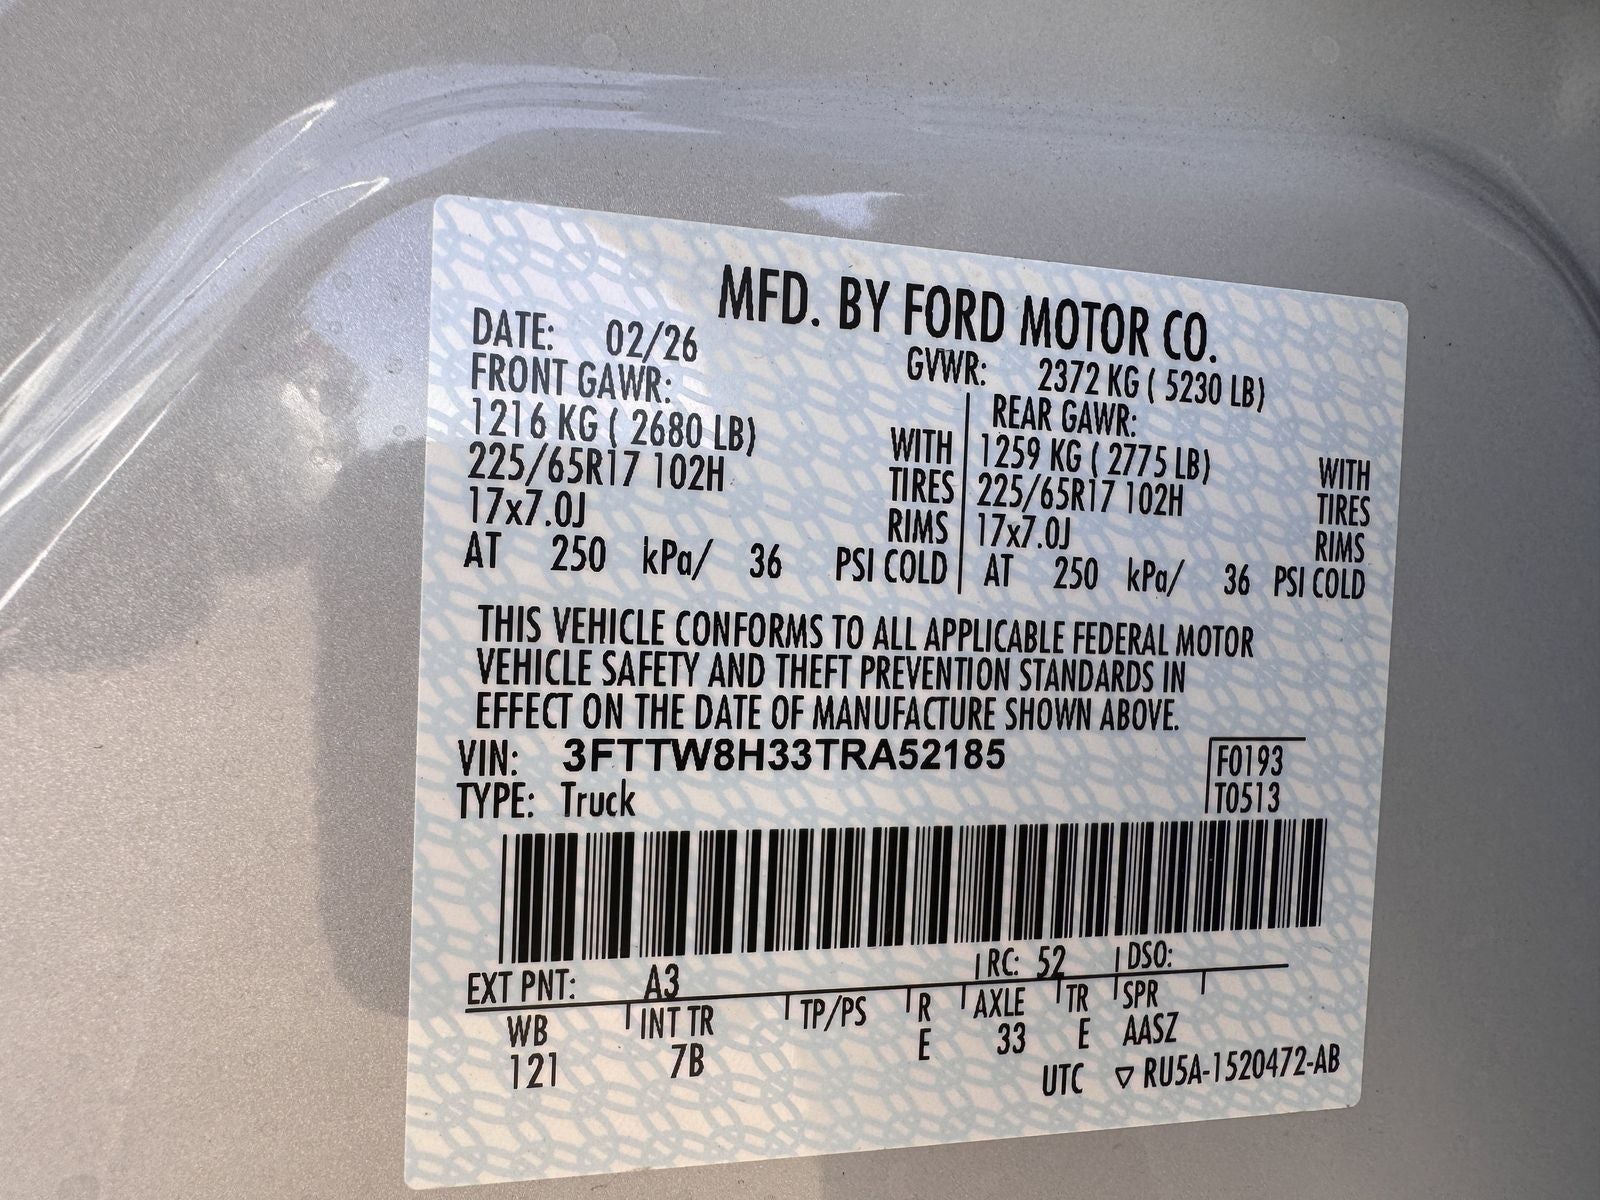 MFD. BY FORD MOTOR CO.
DATE: 02/26 GVWR: 2372 KG ( 5230 LB)
FRONT GAWR: REAR GAWR:
1216 KG ( 2680 LB) WITH 1259 KG ( 2775 LB) WITH
225/65R17 102H TIRES 225/65R17 102H TIRES
17x7.0J RIMS 17x7.0J RIMS
AT 250 kPa/ 36 PSI COLD AT 250 kPa/ 36 PSI COLD
THIS VEHICLE CONFORMS TO ALL APPLICABLE FEDERAL MOTOR
VEHICLE SAFETY AND THEFT PREVENTION STANDARDS IN
EFFECT ON THE DATE OF MANUFACTURE SHOWN ABOVE.
VIN: 3FTTW8H33TRA52185 F0193
TYPE: Truck T0513
EXT PNT: A3 RC: 52 DSO:
WB INT TR TP/PS R AXLE TR SPR
121 7B E 33 E AASZ
UTC ▽ RU5A-1520472-AB